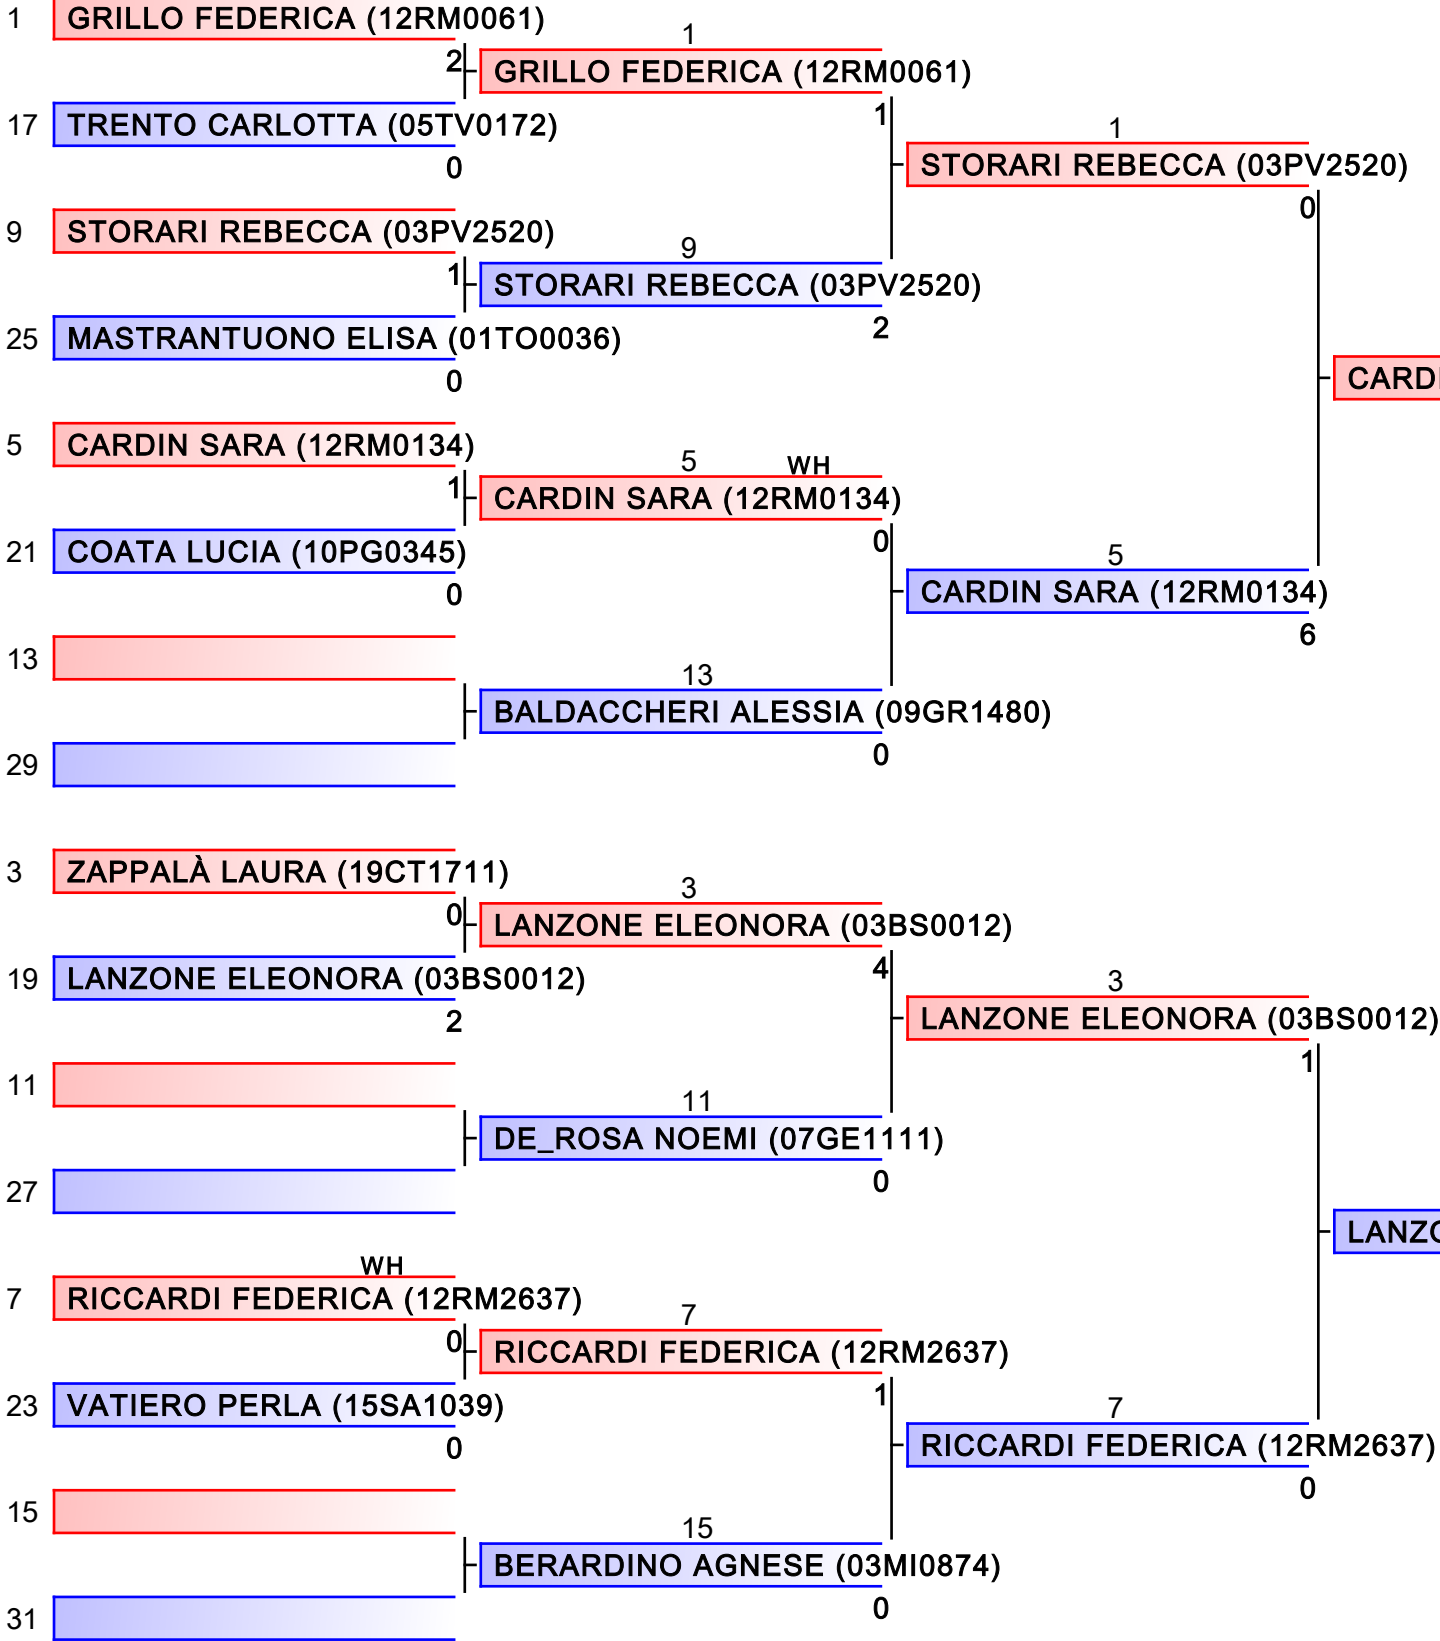 1 GRILLO FEDERICA (12RM0061)
2
17 TRENTO CARLOTTA (05TV0172)
0
9 STORARI REBECCA (03PV2520)
1
25 MASTRANTUONO ELISA (01TO0036)
0
5 CARDIN SARA (12RM0134)
1
21 COATA LUCIA (10PG0345)
0
13
29
3 ZAPPALÀ LAURA (19CT1711)
0
19 LANZONE ELEONORA (03BS0012)
2
11
27
WH
7 RICCARDI FEDERICA (12RM2637)
0
23 VATIERO PERLA (15SA1039)
0
15
31
1
GRILLO FEDERICA (12RM0061)
1
9
STORARI REBECCA (03PV2520)
2
5 WH
CARDIN SARA (12RM0134)
0
13
BALDACCHERI ALESSIA (09GR1480)
0
3
LANZONE ELEONORA (03BS0012)
4
11
DE_ROSA NOEMI (07GE1111)
0
7
RICCARDI FEDERICA (12RM2637)
1
15
BERARDINO AGNESE (03MI0874)
0
1
STORARI REBECCA (03PV2520)
0
5
CARDIN SARA (12RM0134)
6
3
LANZONE ELEONORA (03BS0012)
1
7
RICCARDI FEDERICA (12RM2637)
0